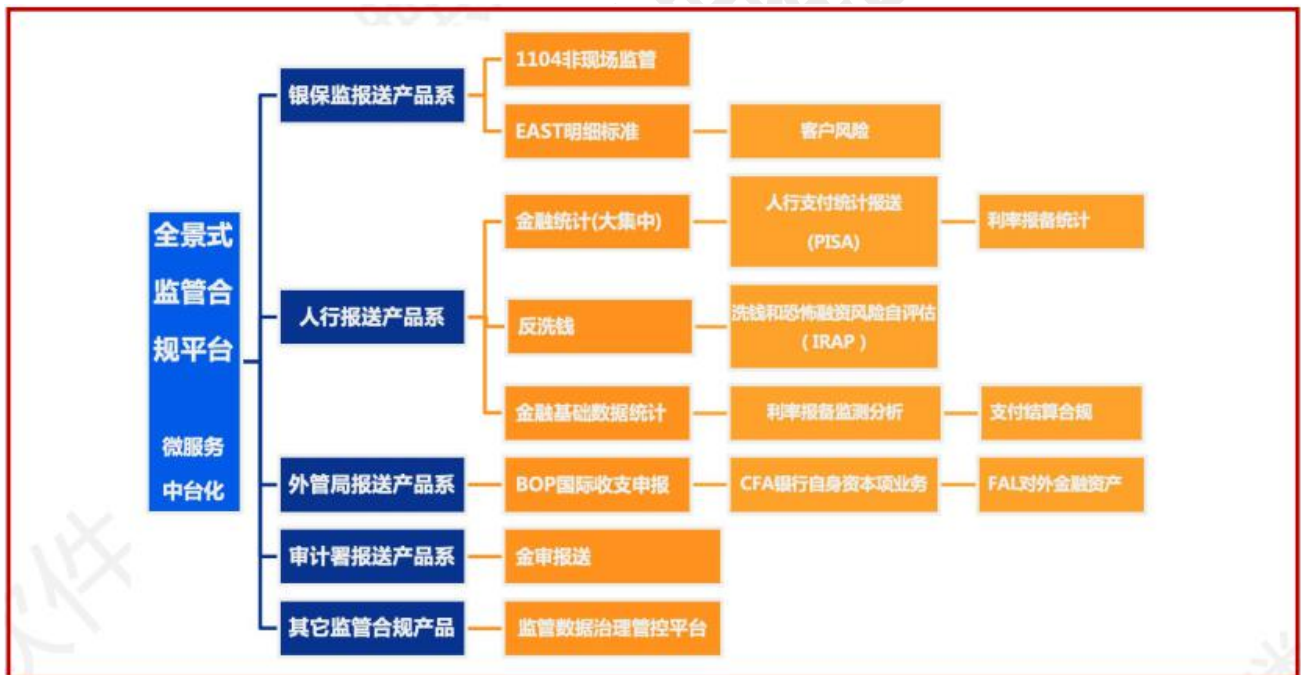 1104非现场监管
银保监报送产品系
EAST明细标准
客户风险
全景式
监管合
规平台
微服务
中台化
金融统计(大集中)
人行支付统计报送
(PISA)
利率报备统计
人行报送产品系
反洗钱
洗钱和恐怖融资风险自评估
（IRAP）
金融基础数据统计
利率报备监测分析
支付结算合规
外管局报送产品系
BOP国际收支申报
CFA银行自身资本项业务
FAL对外金融资产
审计署报送产品系
金审报送
其它监管合规产品
监管数据治理管控平台
软件